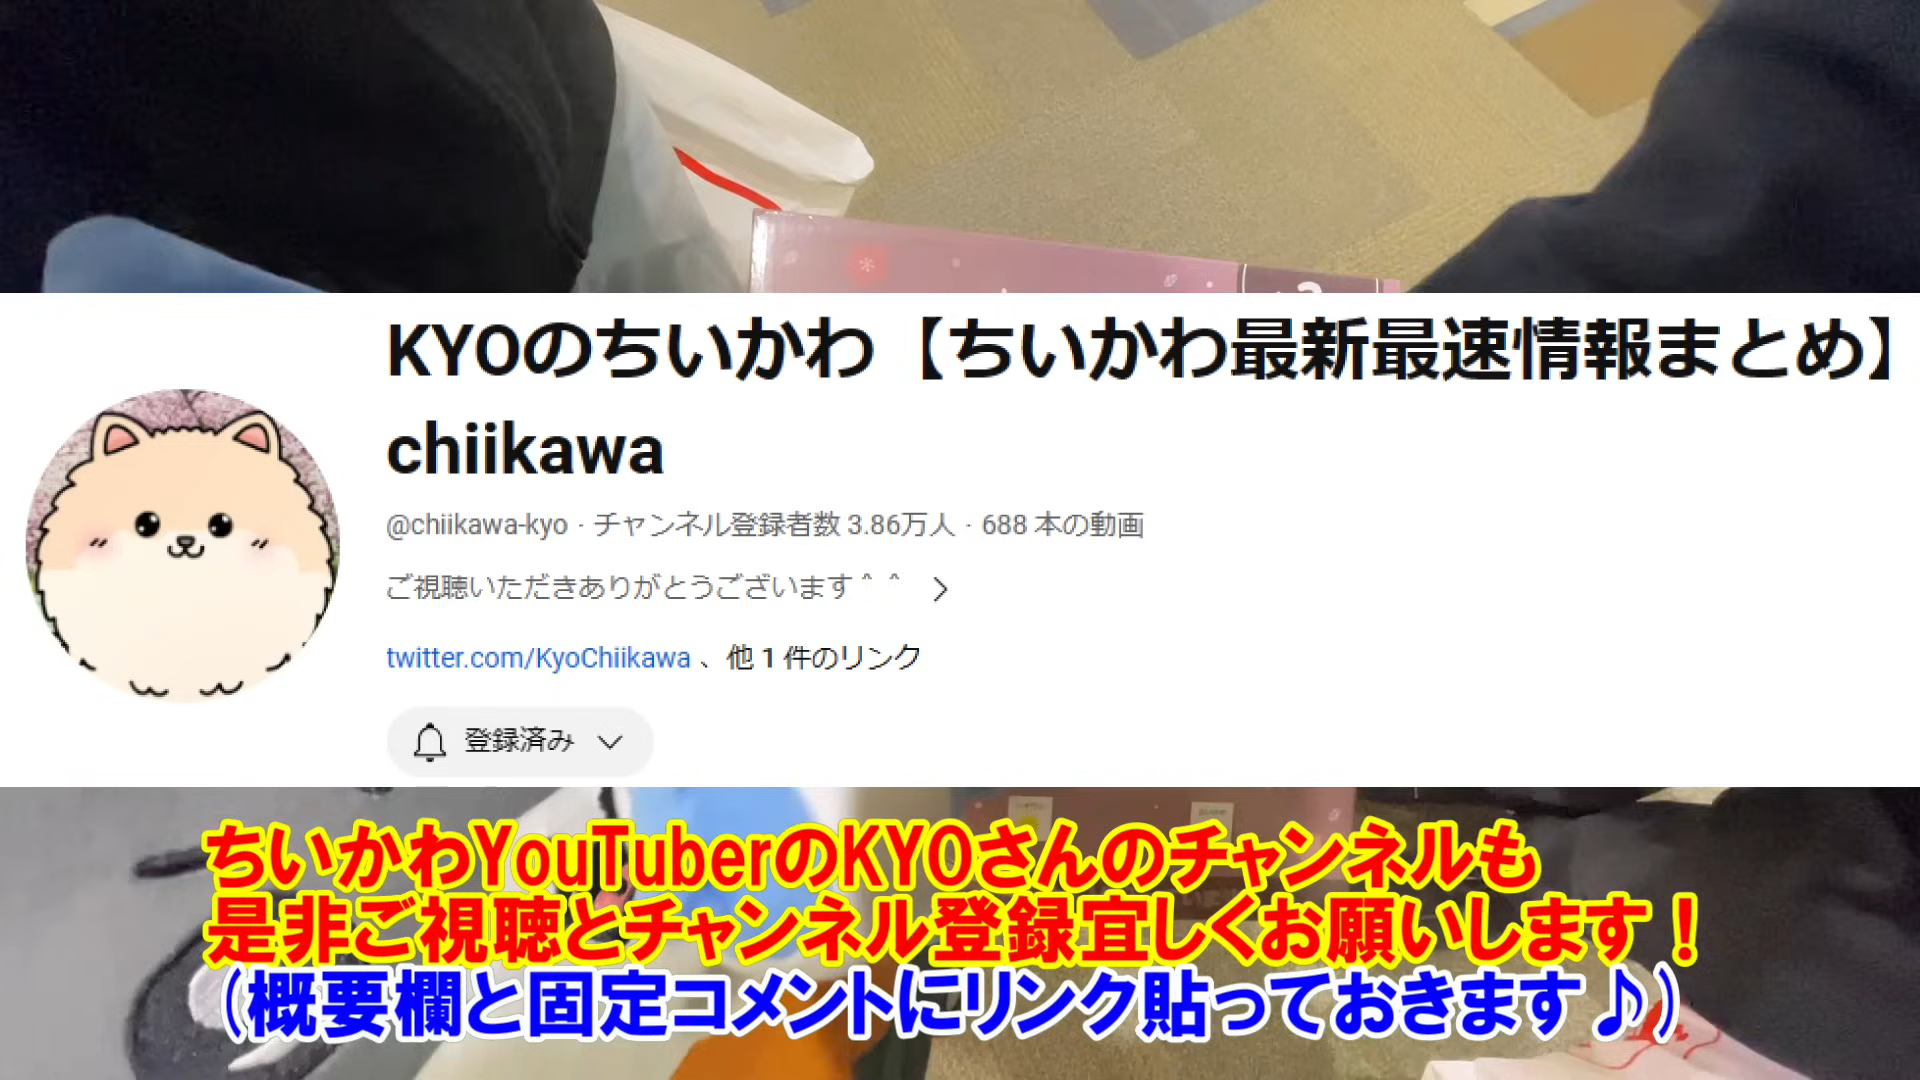 KYOのちいかわ【ちいかわ最新最速情報まとめ】
chiikawa
@chiikawa-kyo · チャンネル登録者数 3.86万人 · 688 本の動画
ご視聴いただきありがとうございます＾＾ >
twitter.com/KyoChiikawa 、他 1 件のリンク
登録済み
ちいかわYouTuberのKYOさんのチャンネルも
是非ご視聴とチャンネル登録宜しくお願いします！
（概要欄と固定コメントにリンク貼っておきます♪）